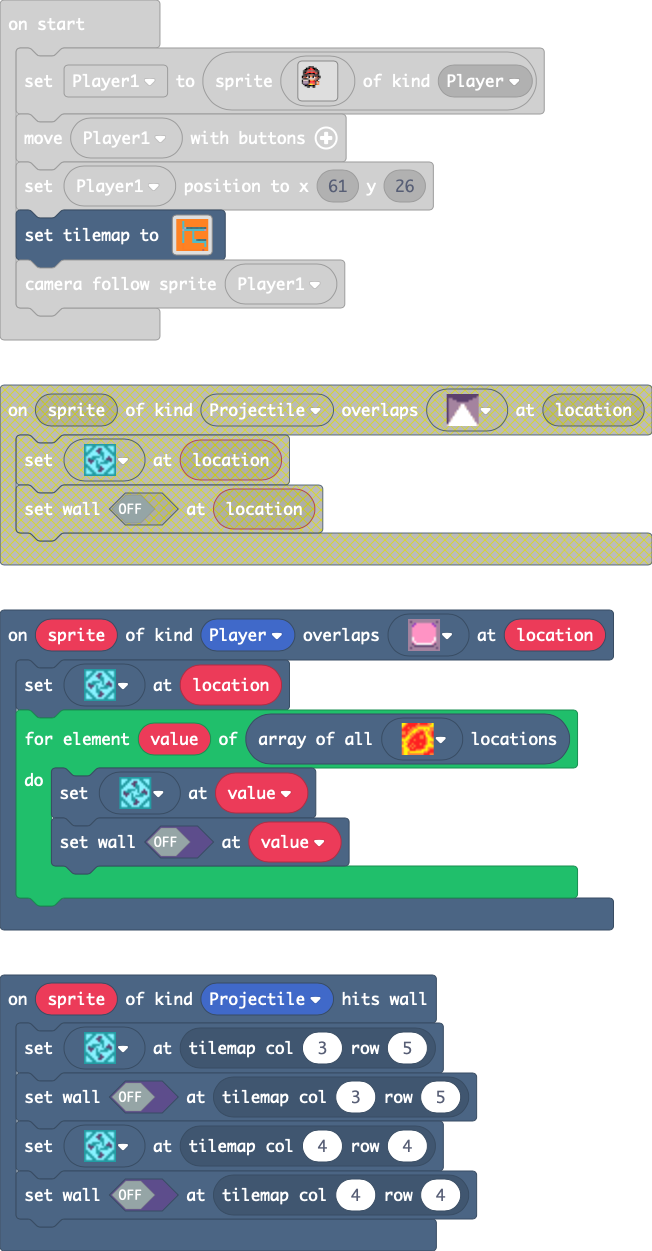 on start
set Player1 to sprite of kind Player
move Player1 with buttons
set Player1 position to x 61 y 26
set tilemap to
camera follow sprite Player1
on sprite of kind Projectile overlaps at location
set at location
set wall OFF at location
on sprite of kind Player overlaps at location
set at location
for element value of array of all locations
do
set at value
set wall OFF at value
on sprite of kind Projectile hits wall
set at tilemap col 3 row 5
set wall OFF at tilemap col 3 row 5
set at tilemap col 4 row 4
set wall OFF at tilemap col 4 row 4